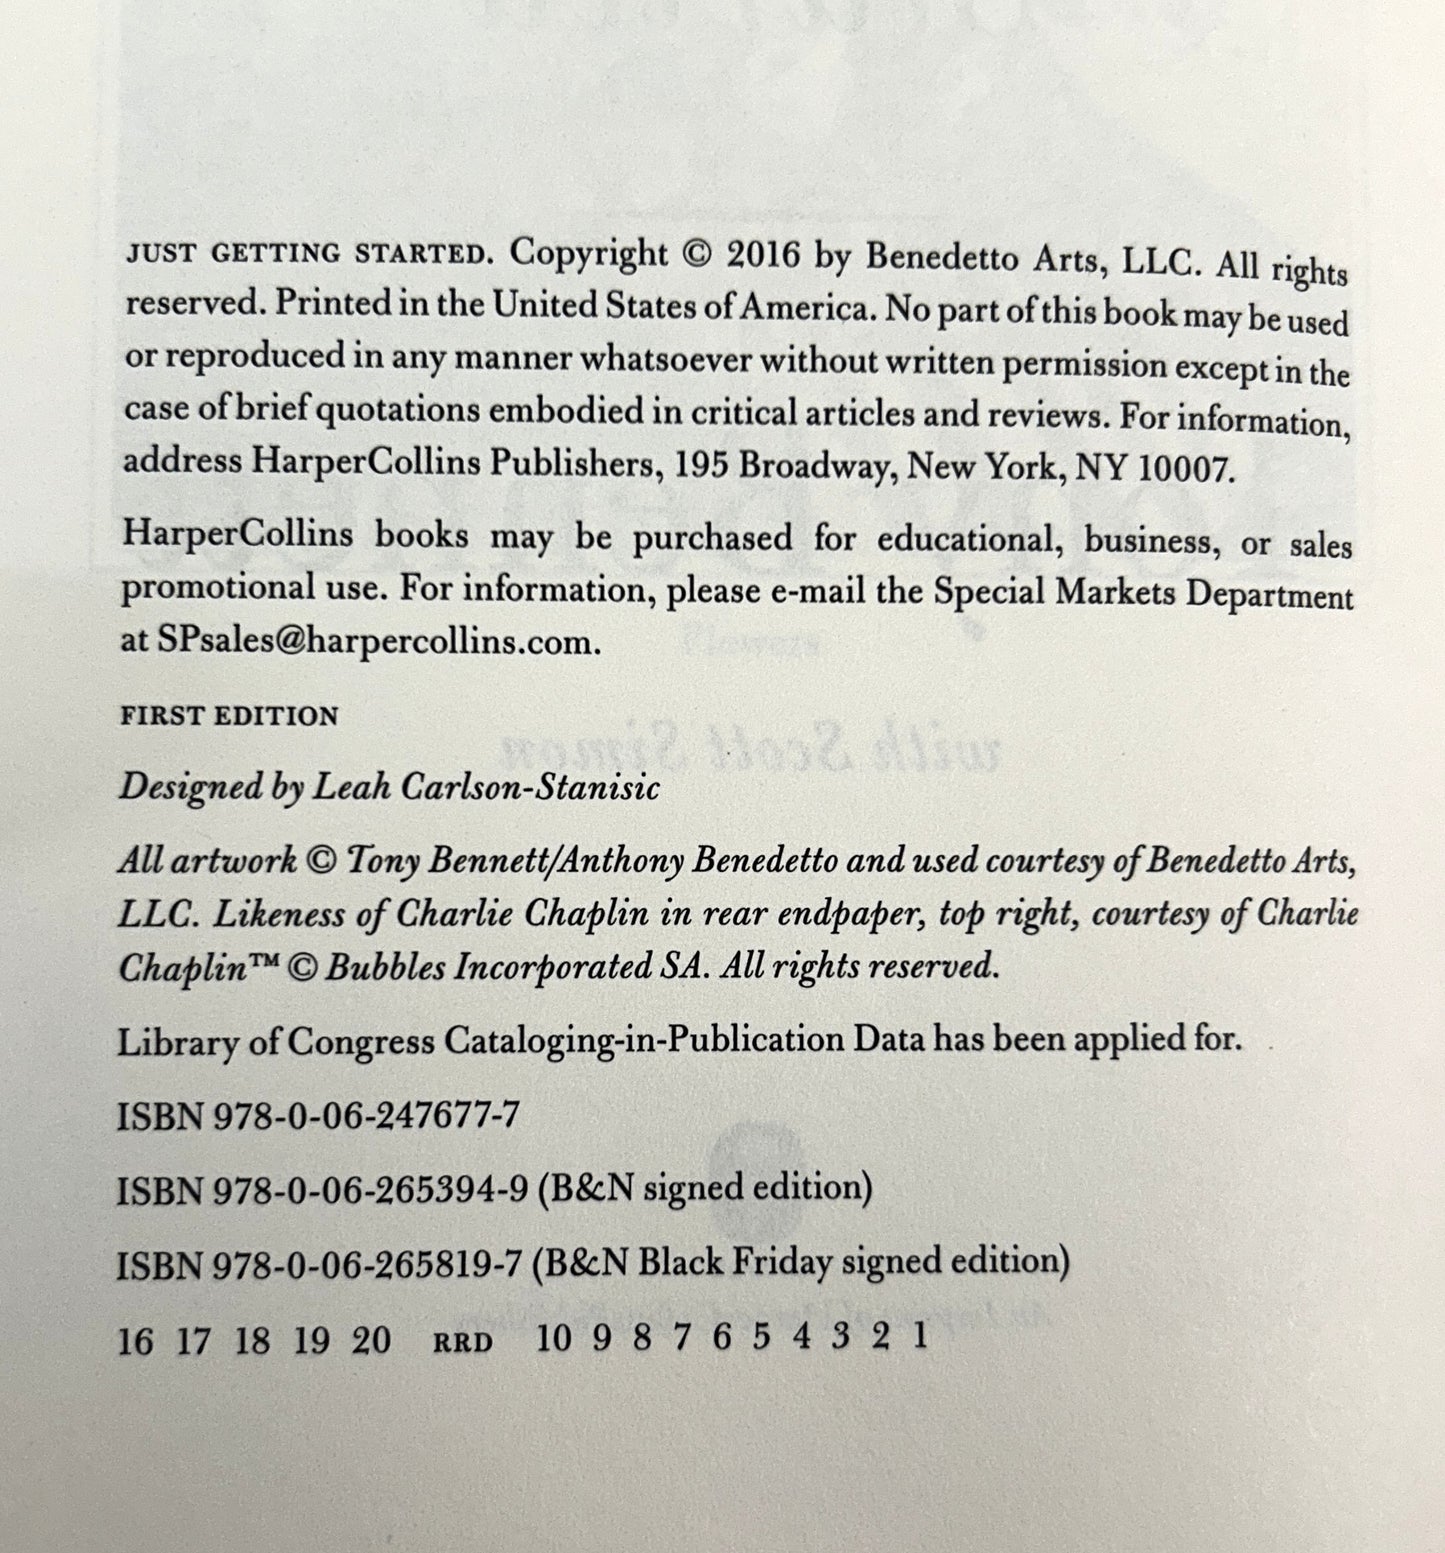 JUST GETTING STARTED. Copyright © 2016 by Benedetto Arts, LLC. All rights
reserved. Printed in the United States of America. No part of this book may be used
or reproduced in any manner whatsoever without written permission except in the
case of brief quotations embodied in critical articles and reviews. For information,
address HarperCollins Publishers, 195 Broadway, New York, NY 10007.
HarperCollins books may be purchased for educational, business, or sales
promotional use. For information, please e-mail the Special Markets Department
at SPsales@harpercollins.com.
FIRST EDITION
Designed by Leah Carlson-Stanisic
All artwork © Tony Bennett/Anthony Benedetto and used courtesy of Benedetto Arts,
LLC. Likeness of Charlie Chaplin in rear endpaper, top right, courtesy of Charlie
Chaplin™ © Bubbles Incorporated SA. All rights reserved.
Library of Congress Cataloging-in-Publication Data has been applied for.
ISBN 978-0-06-247677-7
ISBN 978-0-06-265394-9 (B&N signed edition)
ISBN 978-0-06-265819-7 (B&N Black Friday signed edition)
16 17 18 19 20 RRD 10 9 8 7 6 5 4 3 2 1